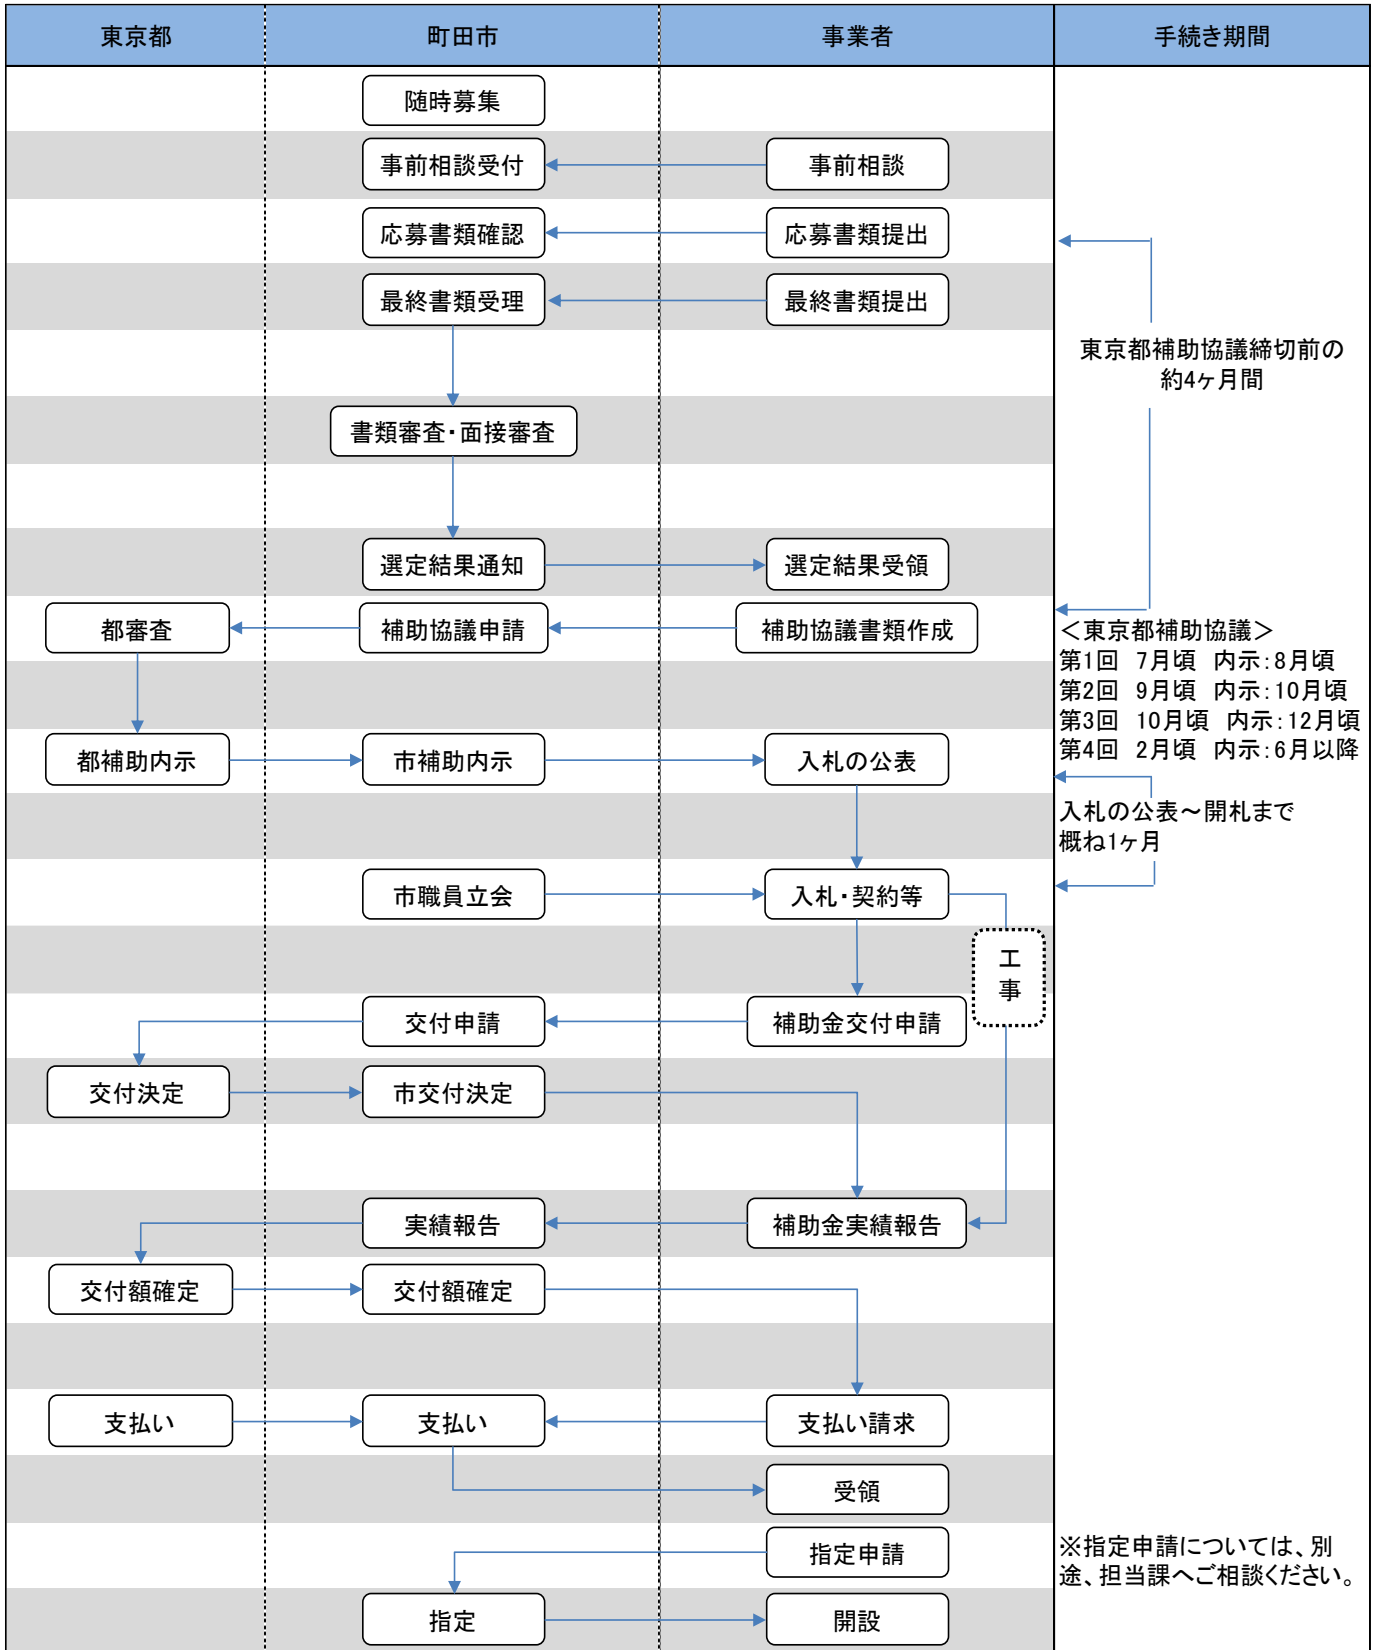 東京都 町田市 事業者 手続き期間
随時募集
事前相談受付 事前相談
応募書類確認 応募書類提出
最終書類受理 最終書類提出
東京都補助協議締切前の
約4ヶ月間
書類審査・面接審査
選定結果通知 選定結果受領
都審査 補助協議申請 補助協議書類作成
＜東京都補助協議＞
第1回 7月頃 内示：8月頃
第2回 9月頃 内示：10月頃
第3回 10月頃 内示：12月頃
第4回 2月頃 内示：6月以降
都補助内示 市補助内示 入札の公表
入札の公表～開札まで
概ね1ヶ月
市職員立会 入札・契約等
工
事
交付申請 補助金交付申請
交付決定 市交付決定
実績報告 補助金実績報告
交付額確定 交付額確定
支払い 支払い 支払い請求
受領
指定申請
※指定申請については、別
途、担当課へご相談ください。
指定 開設